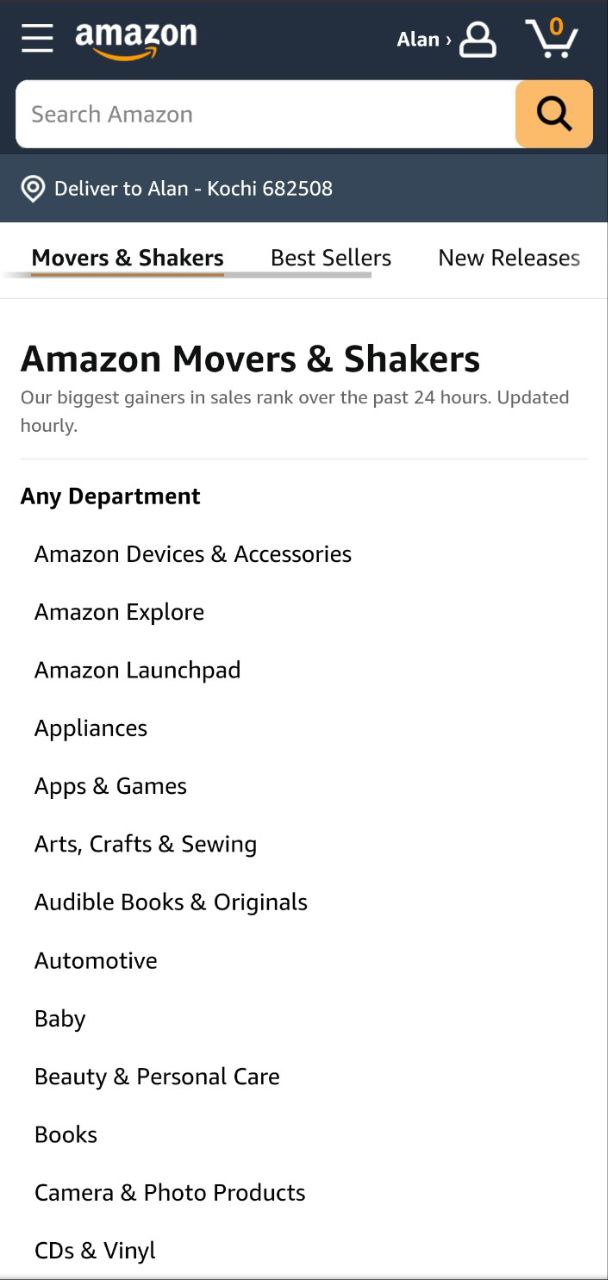 amazon
Alan ›
0
Search Amazon
Deliver to Alan - Kochi 682508
Movers & Shakers Best Sellers New Releases
Amazon Movers & Shakers
Our biggest gainers in sales rank over the past 24 hours. Updated
hourly.
Any Department
Amazon Devices & Accessories
Amazon Explore
Amazon Launchpad
Appliances
Apps & Games
Arts, Crafts & Sewing
Audible Books & Originals
Automotive
Baby
Beauty & Personal Care
Books
Camera & Photo Products
CDs & Vinyl